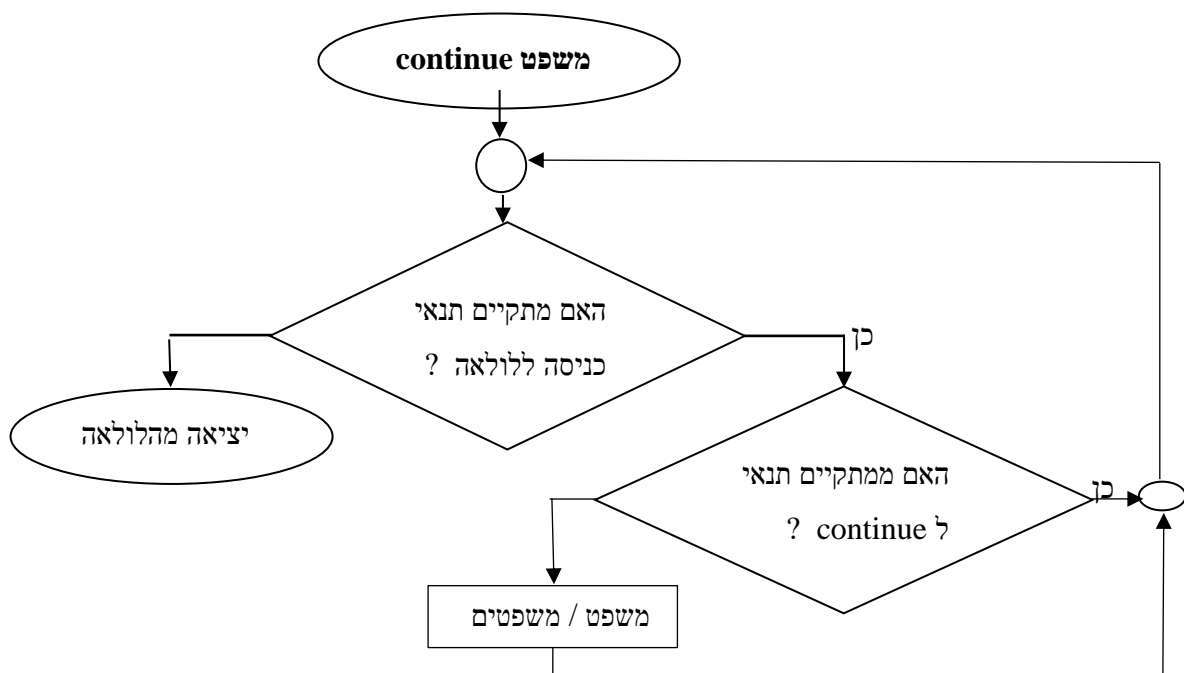 משפט continue
האם מתקיים תנאי
כניסה ללולאה ?
כן
יציאה מהלולאה
האם ממתקיים תנאי
ל continue ?
כן
משפט / משפטים